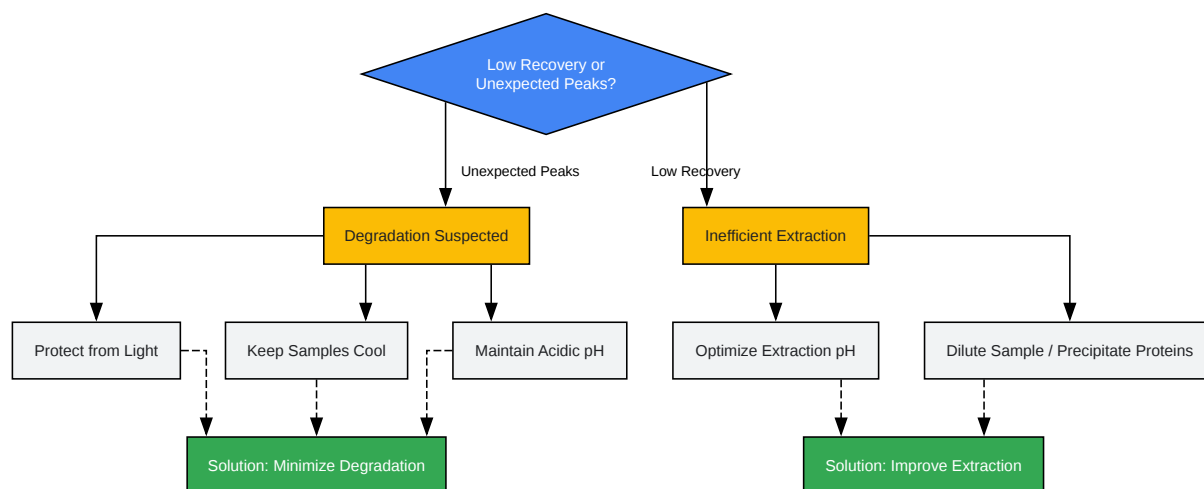 Low Recovery or
Unexpected Peaks?
Unexpected Peaks
Low Recovery
Degradation Suspected
Inefficient Extraction
Protect from Light
Keep Samples Cool
Maintain Acidic pH
Optimize Extraction pH
Dilute Sample / Precipitate Proteins
Solution: Minimize Degradation
Solution: Improve Extraction